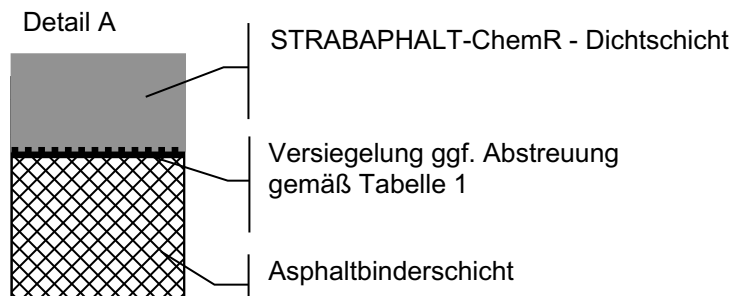 Detail A
STRABAPHALT-ChemR - Dichtschicht
Versiegelung ggf. Abstreuung
gemäß Tabelle 1
Asphaltbinderschicht